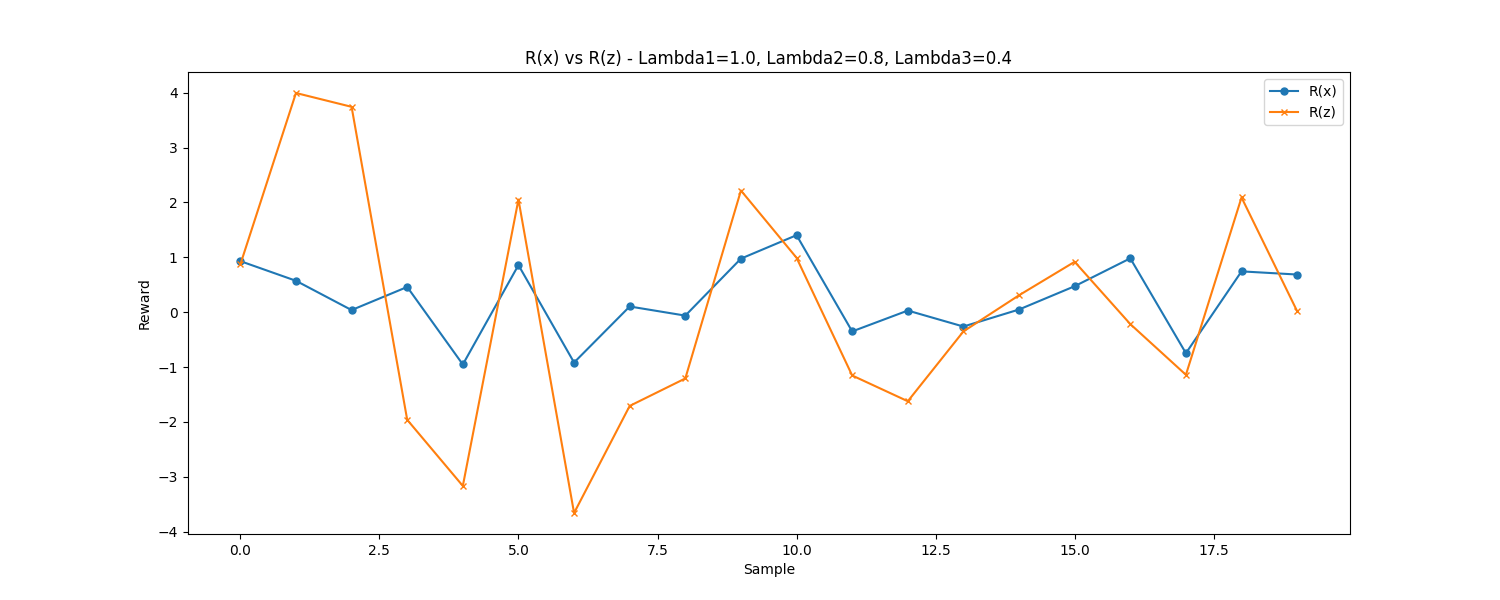 R(x) vs R(z) - Lambda1=1.0, Lambda2=0.8, Lambda3=0.4
R(x)
R(z)
4
3
2
1
0
−1
−2
−3
−4
Reward
0.0 2.5 5.0 7.5 10.0 12.5 15.0 17.5
Sample